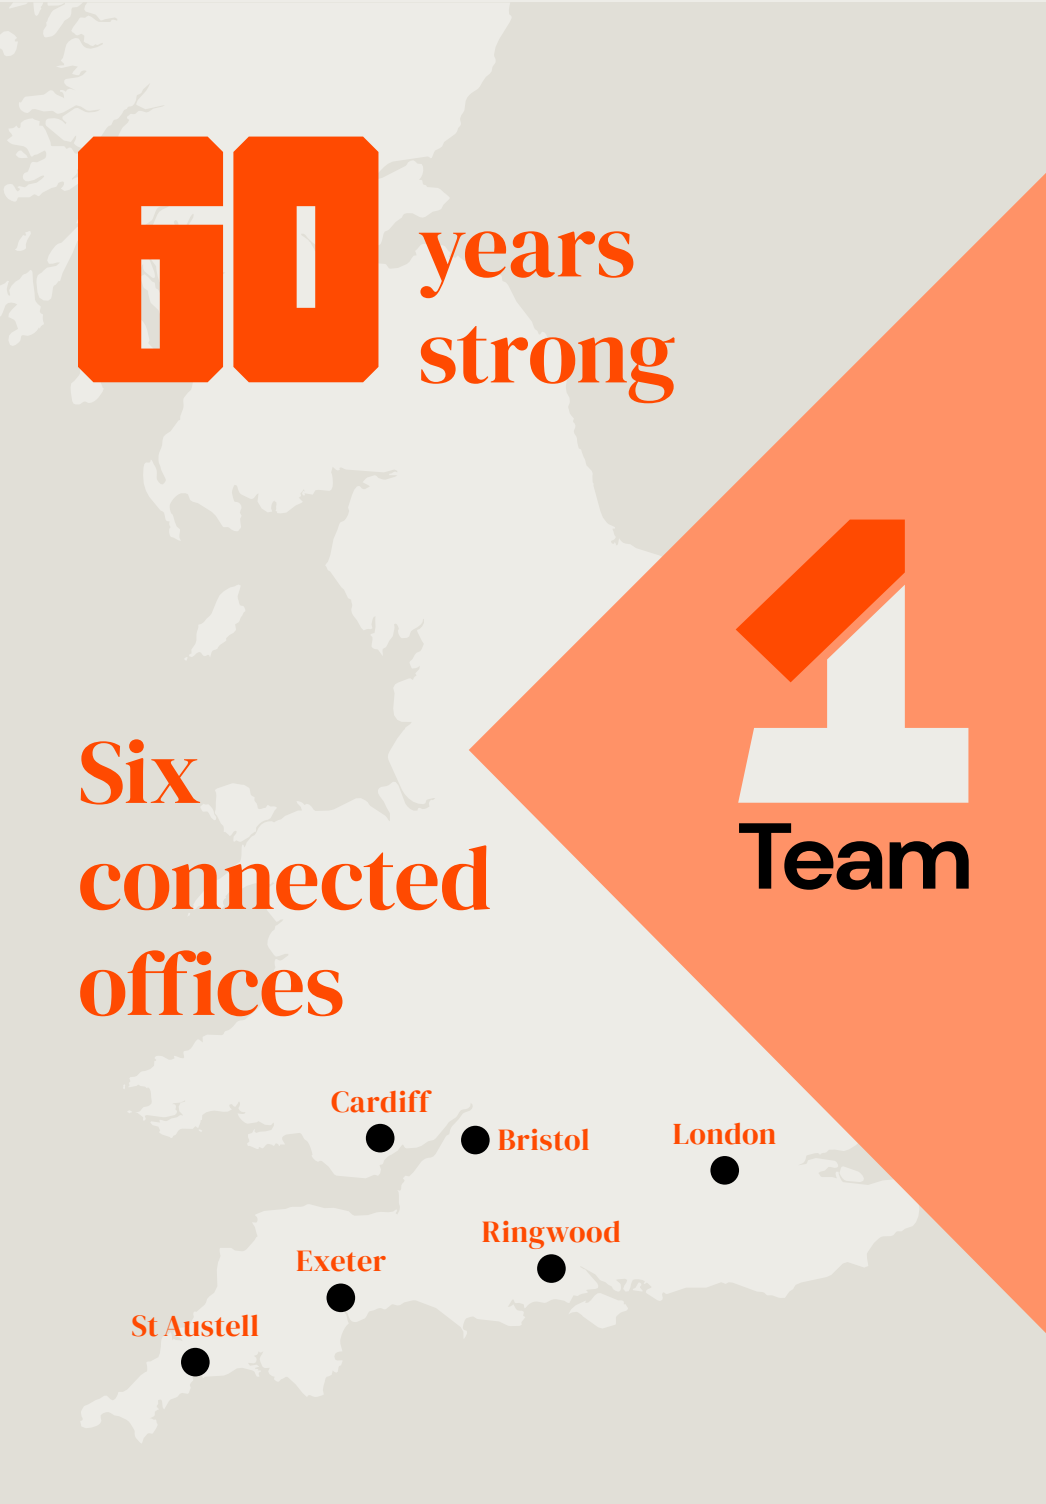 60
years
strong
1
Team
Six
connected
offices
Cardiff
Bristol
London
Ringwood
Exeter
St Austell